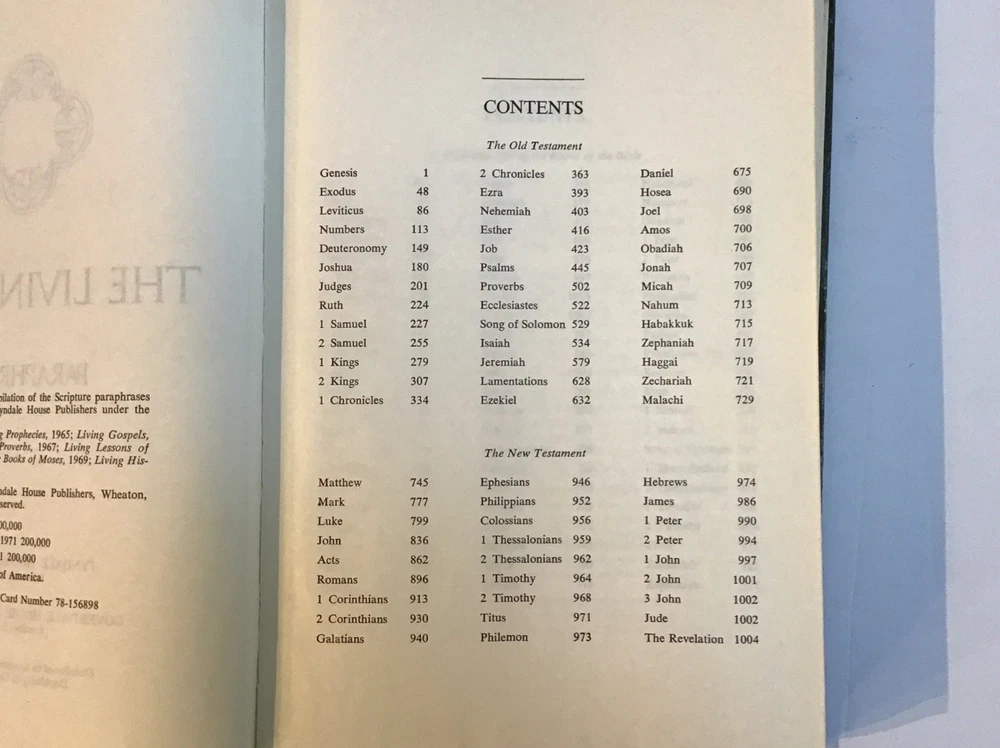 THE LIVIN
PARAPHR
pilation of the Scripture paraphrases
yndale House Publishers under the
g Prophecies, 1965; Living Gospels,
Proverbs, 1967; Living Lessons of
Books of Moses, 1969; Living His-
ndale House Publishers, Wheaton,
served.
00,000
1971 200,000
1 200,000
of America.
Card Number 78-156898
CONTENTS
The Old Testament
Genesis 1
Exodus 48
Leviticus 86
Numbers 113
Deuteronomy 149
Joshua 180
Judges 201
Ruth 224
1 Samuel 227
2 Samuel 255
1 Kings 279
2 Kings 307
1 Chronicles 334
2 Chronicles 363
Ezra 393
Nehemiah 403
Esther 416
Job 423
Psalms 445
Proverbs 502
Ecclesiastes 522
Song of Solomon 529
Isaiah 534
Jeremiah 579
Lamentations 628
Ezekiel 632
Daniel 675
Hosea 690
Joel 698
Amos 700
Obadiah 706
Jonah 707
Micah 709
Nahum 713
Habakkuk 715
Zephaniah 717
Haggai 719
Zechariah 721
Malachi 729
The New Testament
Matthew 745
Mark 777
Luke 799
John 836
Acts 862
Romans 896
1 Corinthians 913
2 Corinthians 930
Galatians 940
Ephesians 946
Philippians 952
Colossians 956
1 Thessalonians 959
2 Thessalonians 962
1 Timothy 964
2 Timothy 968
Titus 971
Philemon 973
Hebrews 974
James 986
1 Peter 990
2 Peter 994
1 John 997
2 John 1001
3 John 1002
Jude 1002
The Revelation 1004